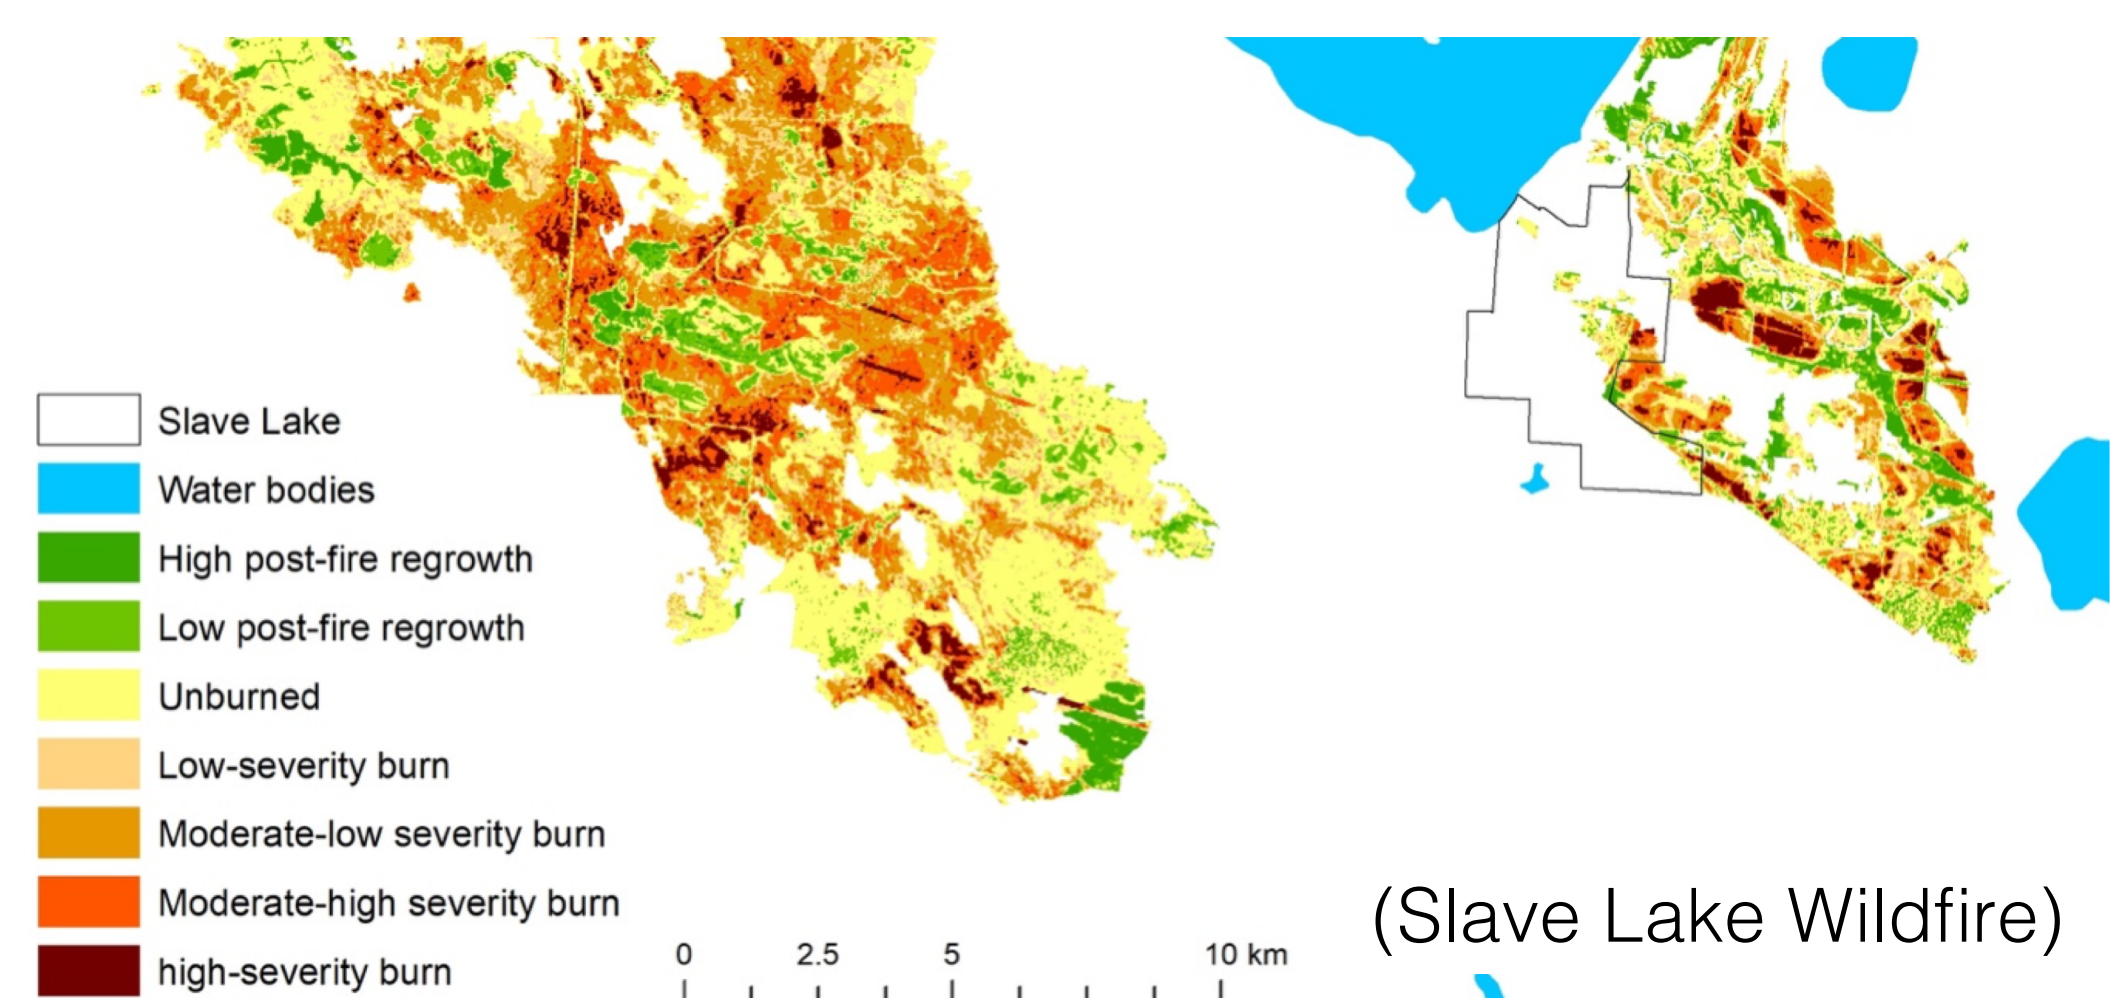 Slave Lake
Water bodies
High post-fire regrowth
Low post-fire regrowth
Unburned
Low-severity burn
Moderate-low severity burn
Moderate-high severity burn
high-severity burn
0 2.5 5 10 km
(Slave Lake Wildfire)